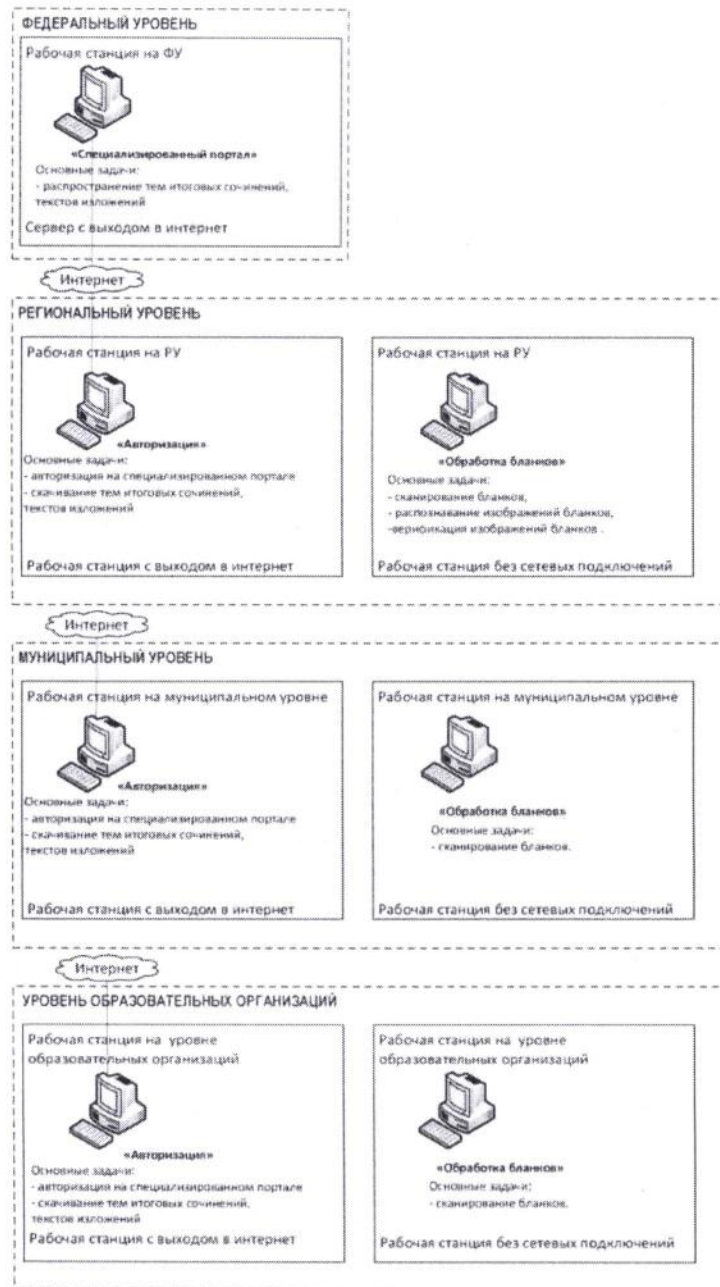 ФЕДЕРАЛЬНЫЙ УРОВЕНЬ
Рабочая станция на ФУ
«Специализированный портал»
Основные задачи:
- распространение тем итоговых сочинений,
текстов изложений
Сервер с выходом в интернет
Интернет
РЕГИОНАЛЬНЫЙ УРОВЕНЬ
Рабочая станция на РУ
«Авторизация»
Основные задачи:
- авторизация на специализированном портале
- скачивание тем итоговых сочинений,
текстов изложений
Рабочая станция с выходом в интернет
Рабочая станция на РУ
«Обработка бланков»
Основные задачи:
- сканирование бланков,
- распознавание изображений бланков,
-верификация изображений бланков .
Рабочая станция без сетевых подключений
Интернет
МУНИЦИПАЛЬНЫЙ УРОВЕНЬ
Рабочая станция на муниципальном уровне
«Авторизация»
Основные задачи:
- авторизация на специализированном портале
- скачивание тем итоговых сочинений,
текстов изложений
Рабочая станция с выходом в интернет
Рабочая станция на муниципальном уровне
«Обработка бланков»
Основные задачи:
- сканирование бланков.
Рабочая станция без сетевых подключений
Интернет
УРОВЕНЬ ОБРАЗОВАТЕЛЬНЫХ ОРГАНИЗАЦИЙ
Рабочая станция на уровне
образовательных организаций
«Авторизация»
Основные задачи:
- авторизация на специализированном портале
- скачивание тем итоговых сочинений,
текстов изложений
Рабочая станция с выходом в интернет
Рабочая станция на уровне
образовательных организаций
«Обработка бланков»
Основные задачи:
- сканирование бланков.
Рабочая станция без сетевых подключений